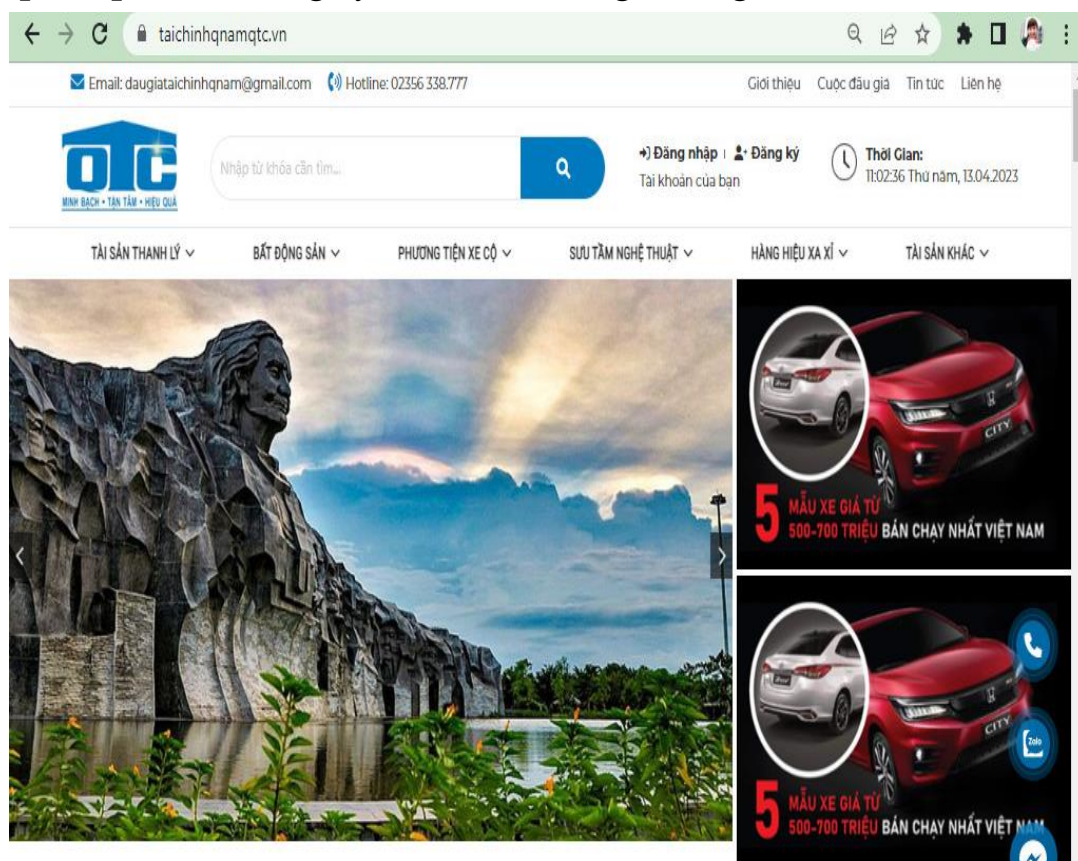 taichinhqnamqtc.vn
Email: daugiataichinhqnam@gmail.com Hotline: 02356 338.777 Giới thiệu Cuộc đấu giá Tin tức Liên hệ
QTC
MINH BẠCH • TẬN TÂM • HIỆU QUẢ
Nhập từ khóa cần tìm...
Đăng nhập | Đăng ký
Tài khoản của bạn
Thời Gian:
11:02:36 Thứ năm, 13.04.2023
TÀI SẢN THANH LÝ BẤT ĐỘNG SẢN PHƯƠNG TIỆN XE CỘ SƯU TẦM NGHỆ THUẬT HÀNG HIỆU XA XỈ TÀI SẢN KHÁC
CITY
5 MẪU XE GIÁ TỪ
500-700 TRIỆU BÁN CHẠY NHẤT VIỆT NAM
CITY
Zalo
5 MẪU XE GIÁ TỪ
500-700 TRIỆU BÁN CHẠY NHẤT VIỆT NAM